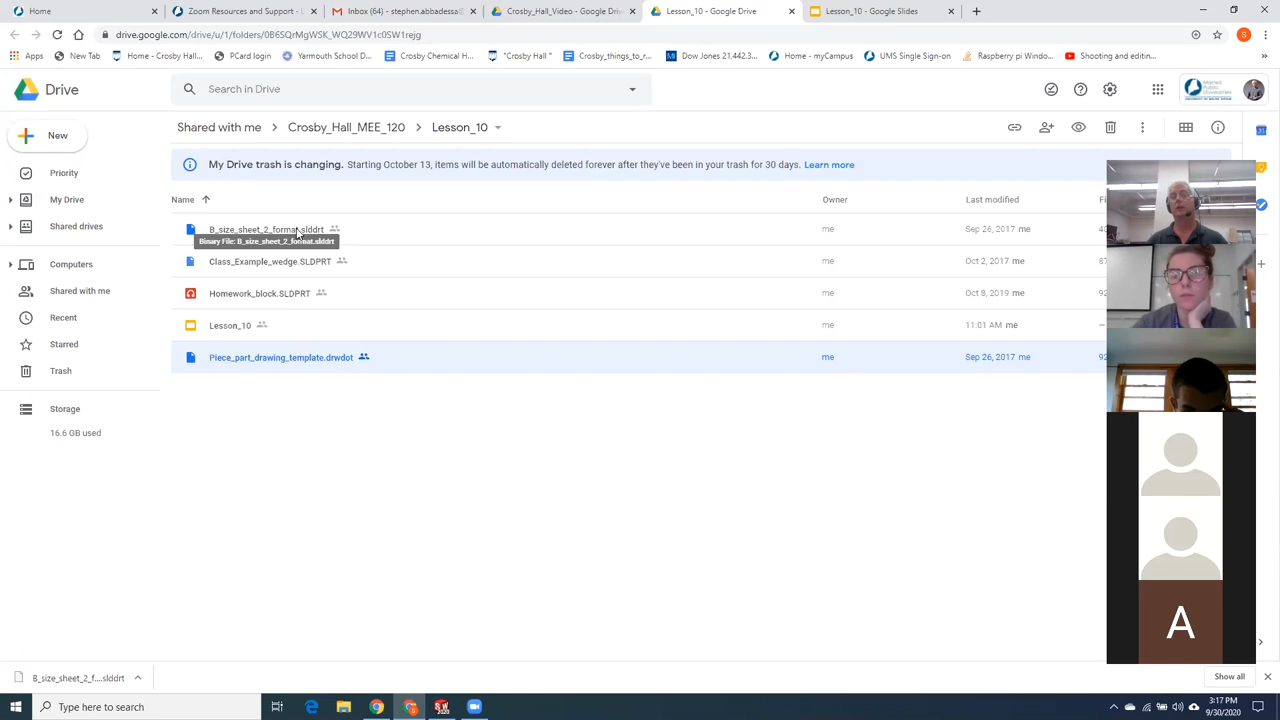 Home
Zoom Resources and Support - L
Inbox (64) - stephen.abbadessa@
Crosby_Hall_Video - Google Driv
Lesson_10 - Google Drive
Lesson_10 - Google Slides
drive.google.com/drive/u/1/folders/0B6SQrMgWSK_WQ29WV1c0SW1rejg
S
Apps
New Tab
Home - Crosby Hall...
PCard login
Yarmouth School D...
Crosby Chemical H...
"Crosby Hall...
Crosby_things_to_r...
Dow Jones 21,442.3...
Home - myCampus
UMS Single Sign-on
Raspberry pi Windo...
Shooting and editin...
»
Drive
Search in Drive
New
Shared with me > Crosby_Hall_MEE_120 > Lesson_10
My Drive trash is changing. Starting October 13, items will be automatically deleted forever after they've been in your trash for 30 days. Learn more
Priority
My Drive
Shared drives
Computers
Shared with me
Recent
Starred
Trash
Storage
16.6 GB used
Name
Owner
Last modified
B_size_sheet_2_format.slddrt
me
Sep 26, 2017 me
Binary File: B_size_sheet_2_format.slddrt
Class_Example_wedge.SLDPRT
me
Oct 2, 2017 me
Homework_block.SLDPRT
me
Oct 8, 2019 me
Lesson_10
me
11:01 AM me
Piece_part_drawing_template.drwdot
me
Sep 26, 2017 me
A
B_size_sheet_2_f....slddrt
Show all
Type here to search
3:17 PM
9/30/2020